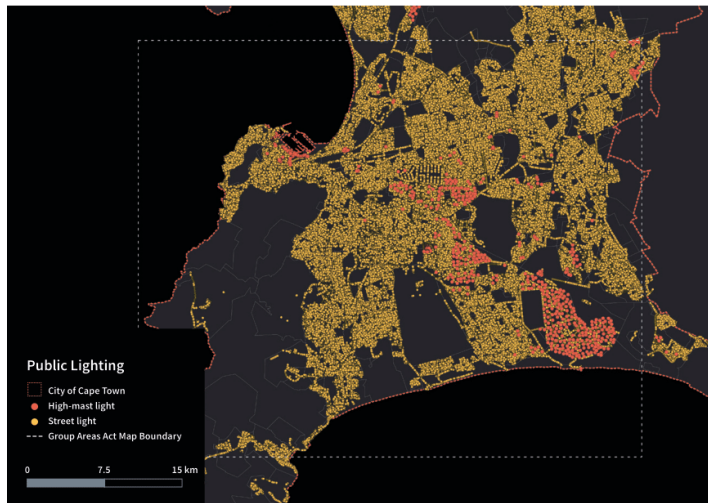 Public Lighting
City of Cape Town
High-mast light
Street light
Group Areas Act Map Boundary
0 7.5 15 km